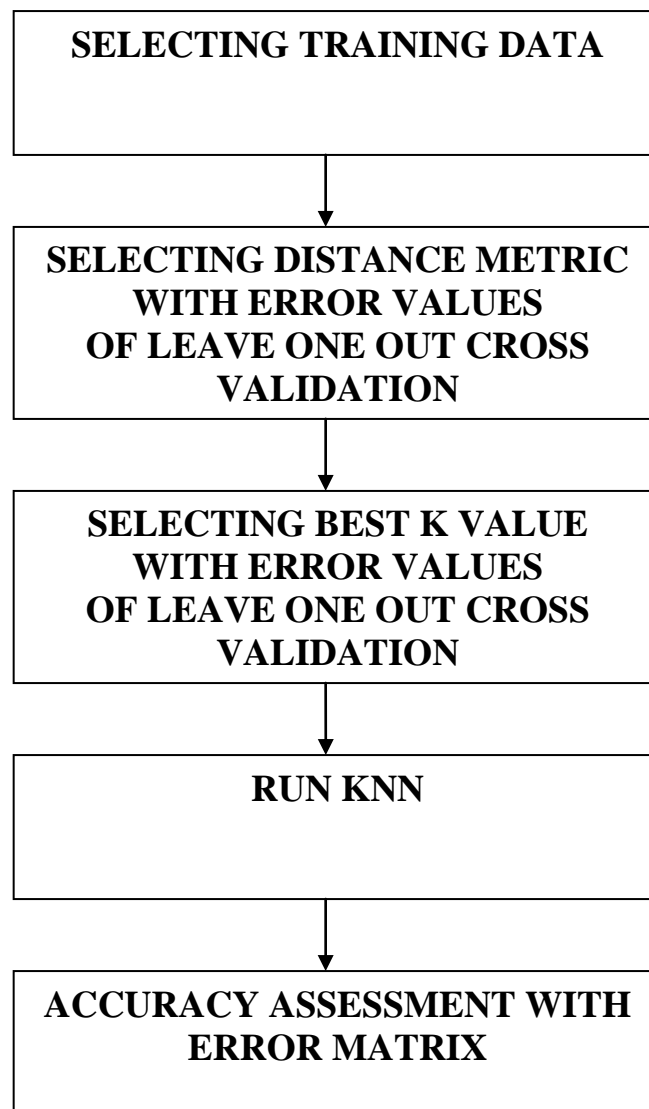 SELECTING TRAINING DATA
SELECTING DISTANCE METRIC
WITH ERROR VALUES
OF LEAVE ONE OUT CROSS
VALIDATION
SELECTING BEST K VALUE
WITH ERROR VALUES
OF LEAVE ONE OUT CROSS
VALIDATION
RUN KNN
ACCURACY ASSESSMENT WITH
ERROR MATRIX